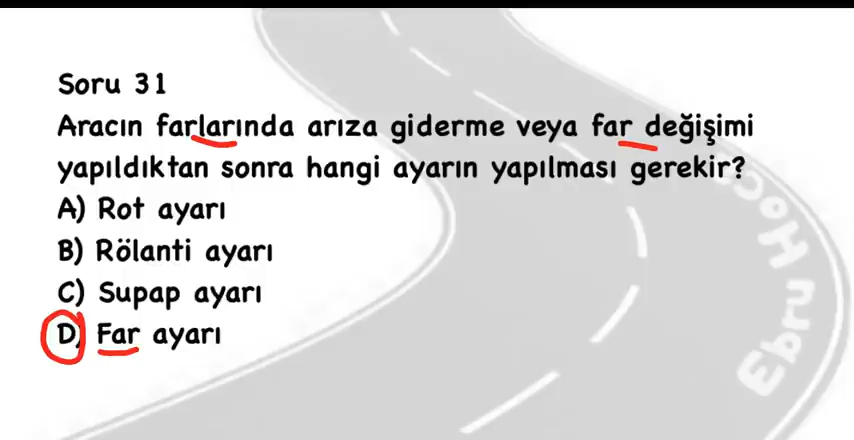 Soru 31
Aracın farlarında arıza giderme veya far değişimi
yapıldıktan sonra hangi ayarın yapılması gerekir?
A) Rot ayarı
B) Rölanti ayarı
C) Supap ayarı
D) Far ayarı
Ebru Hoca